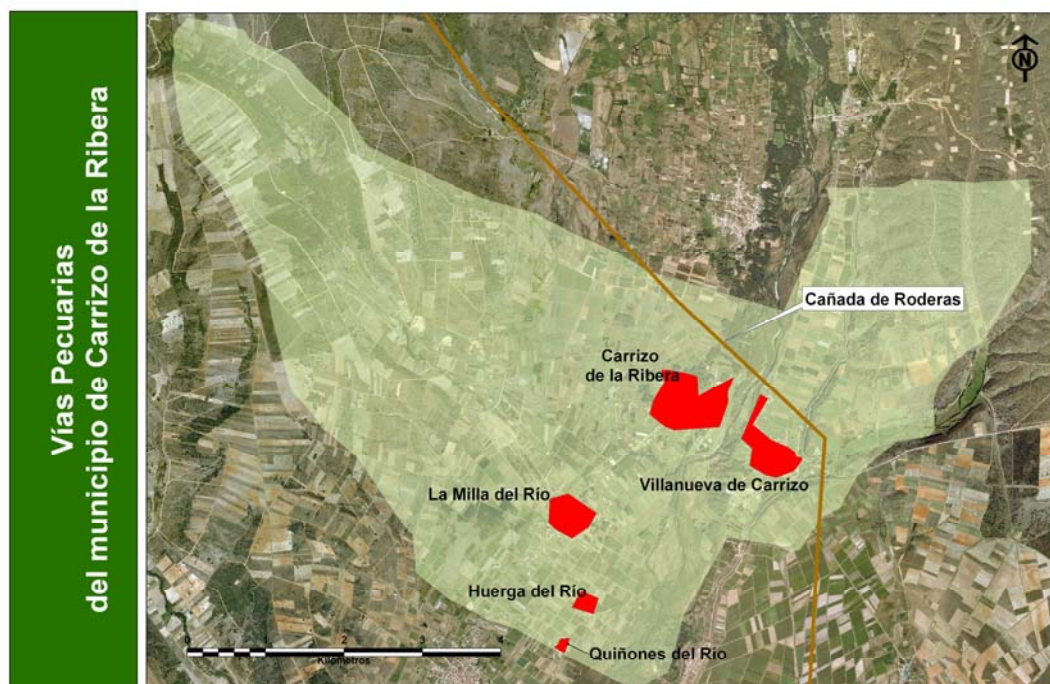 Vías Pecuarias
del municipio de Carrizo de la Ribera
N
Cañada de Roderas
Carrizo
de la Ribera
Villanueva de Carrizo
La Milla del Río
Huerga del Río
Quiñones del Río
0 1 2 3 4
Kilómetros